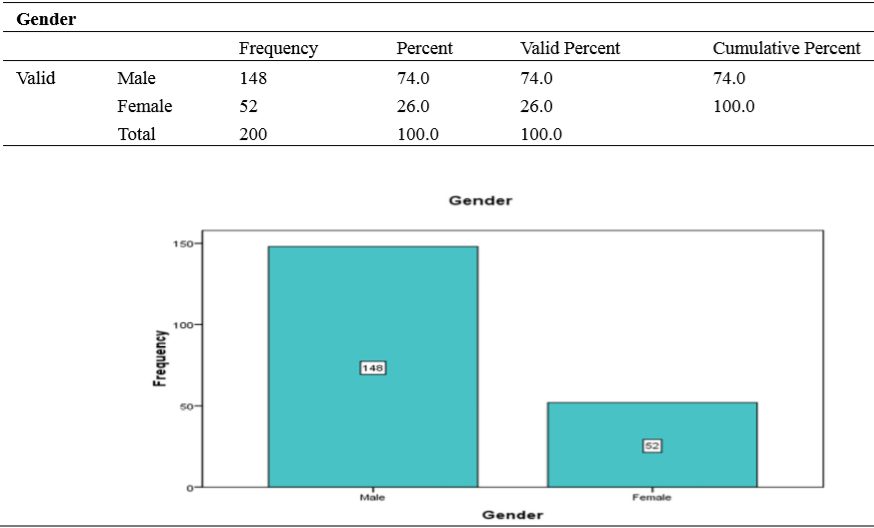 Gender
Frequency Percent Valid Percent Cumulative Percent
Valid Male 148 74.0 74.0 74.0
Female 52 26.0 26.0 100.0
Total 200 100.0 100.0
Gender
150
100
50
0
Frequency
148
52
Male Female
Gender